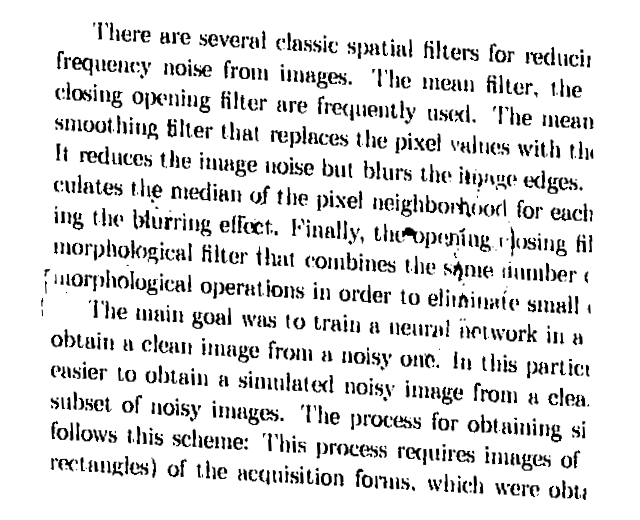 There are several classic spatial filters for reducin
frequency noise from images. The mean filter, the
closing opening filter are frequently used. The mean
smoothing filter that replaces the pixel values with the
It reduces the image noise but blurs the image edges.
culates the median of the pixel neighborhood for each
ing the blurring effect. Finally, the opening closing fil
morphological filter that combines the same number o
morphological operations in order to eliminate small
The main goal was to train a neural network in a
obtain a clean image from a noisy one. In this partic
easier to obtain a simulated noisy image from a clea
subset of noisy images. The process for obtaining si
follows this scheme: This process requires images of
rectangles) of the acquisition forms, which were obta